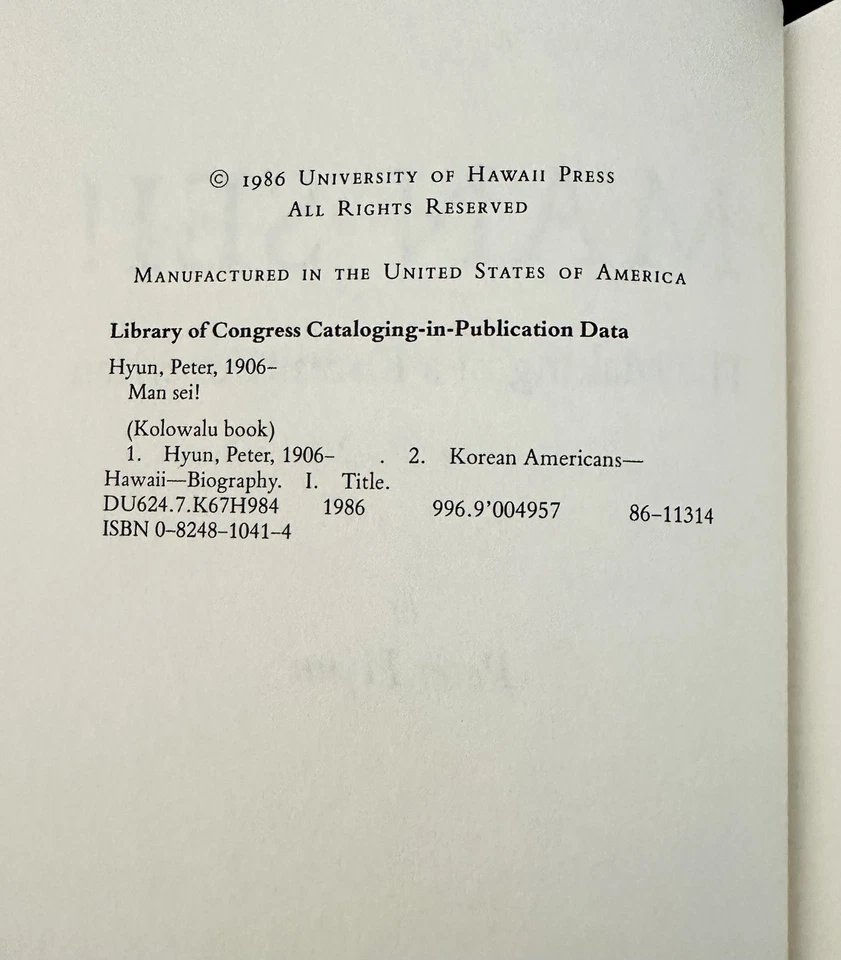 © 1986 University of Hawaii Press
All Rights Reserved
Manufactured in the United States of America
Library of Congress Cataloging-in-Publication Data
Hyun, Peter, 1906–
Man sei!
(Kolowalu book)
1. Hyun, Peter, 1906– . 2. Korean Americans—
Hawaii—Biography. I. Title.
DU624.7.K67H984 1986 996.9'004957 86–11314
ISBN 0–8248–1041–4